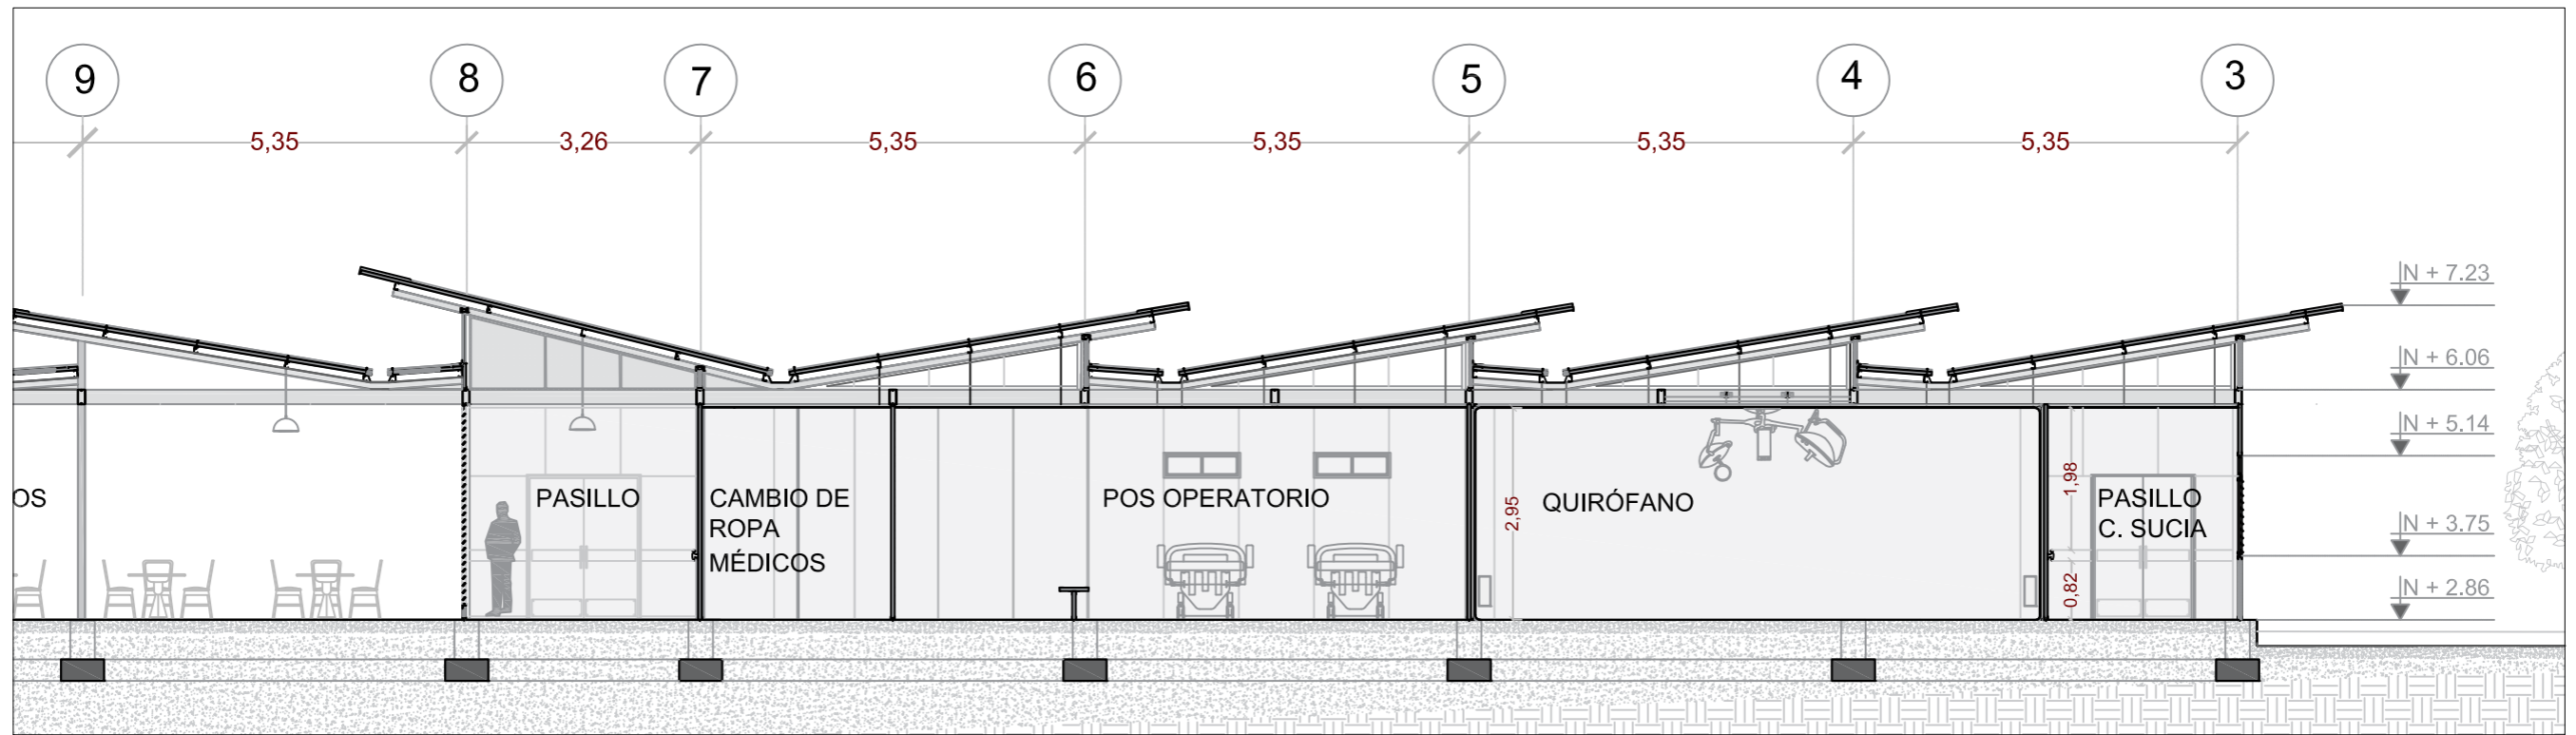 9 8 7 6 5 4 3
5,35 3,26 5,35 5,35 5,35 5,35
N + 7.23
N + 6.06
N + 5.14
N + 3.75
N + 2.86
OS
PASILLO
CAMBIO DE
ROPA
MÉDICOS
POS OPERATORIO
2,95
QUIRÓFANO
1,98
0,82
PASILLO
C. SUCIA